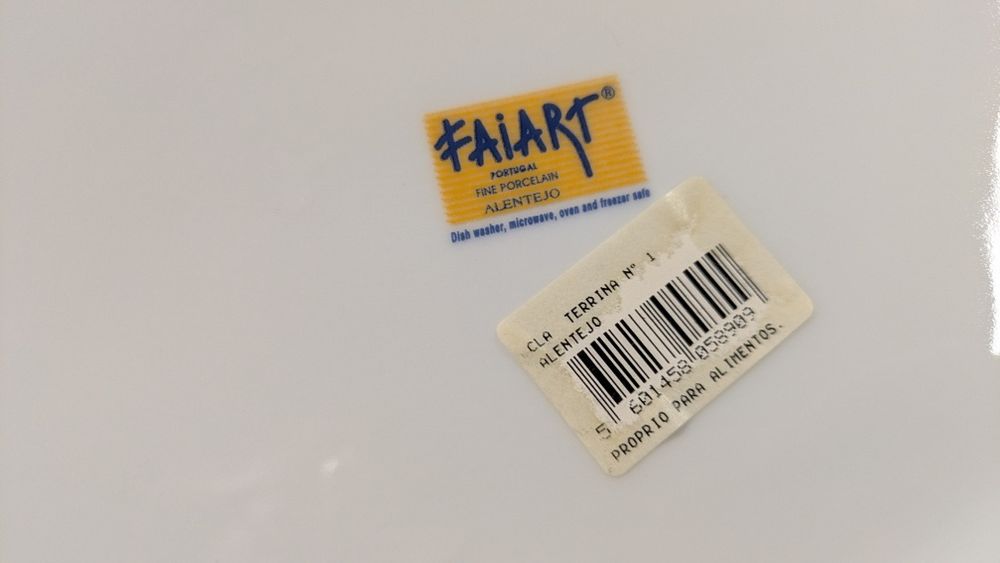 FAiART®
PORTUGAL
FINE PORCELAIN
ALENTEJO
Dish washer, microwave, oven and freezer safe
CLA TERRINA Nº 1
ALENTEJO
5 601458 058909
PROPRIO PARA ALIMENTOS.